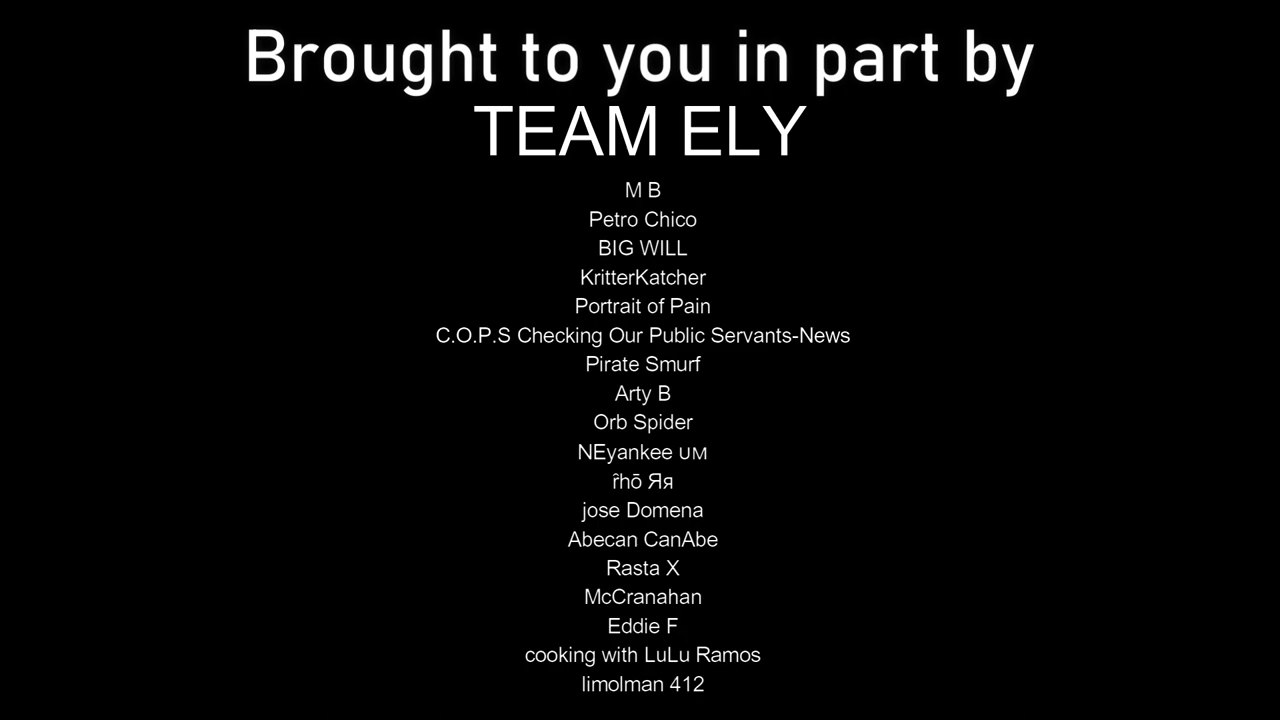 Brought to you in part by
TEAM ELY
M B
Petro Chico
BIG WILL
KritterKatcher
Portrait of Pain
C.O.P.S Checking Our Public Servants-News
Pirate Smurf
Arty B
Orb Spider
NEyankee ᴜᴍ
r̂hō Яя
jose Domena
Abecan CanAbe
Rasta X
McCranahan
Eddie F
cooking with LuLu Ramos
limolman 412